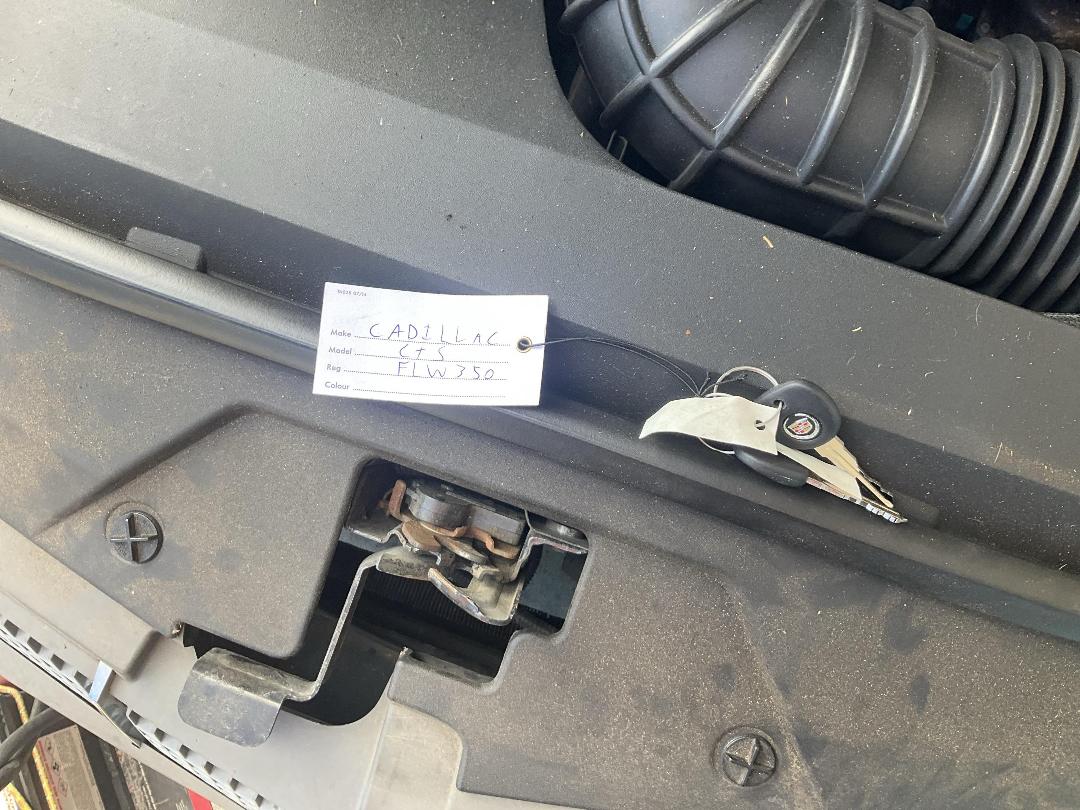 Make CADILLAC
Model CTS
Reg FLW350
Colour